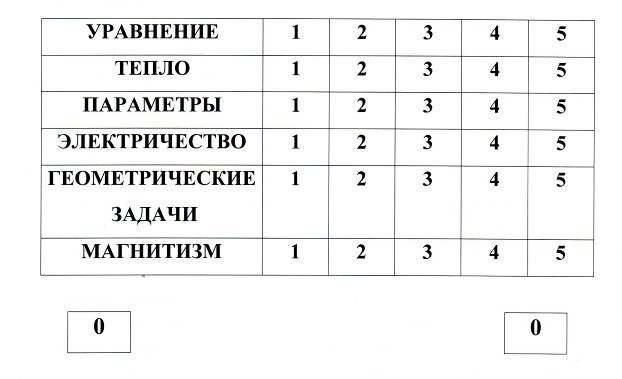 УРАВНЕНИЕ 1 2 3 4 5
ТЕПЛО 1 2 3 4 5
ПАРАМЕТРЫ 1 2 3 4 5
ЭЛЕКТРИЧЕСТВО 1 2 3 4 5
ГЕОМЕТРИЧЕСКИЕ 1 2 3 4 5
ЗАДАЧИ
МАГНИТИЗМ 1 2 3 4 5
0 0